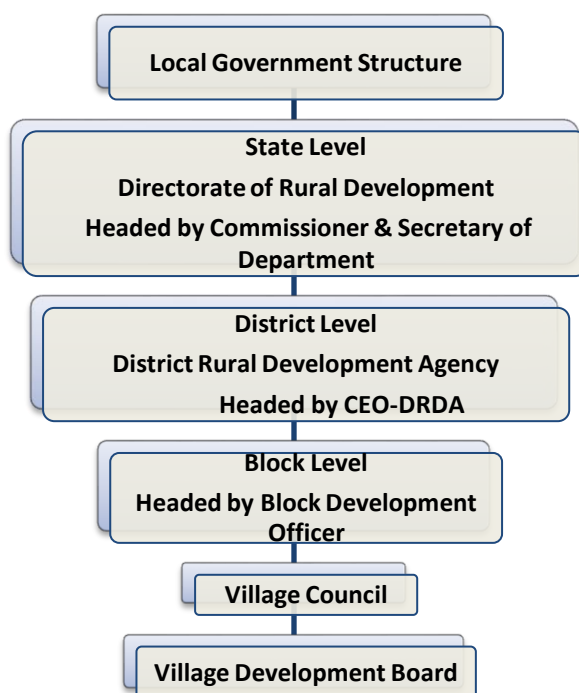 Local Government Structure
State Level
Directorate of Rural Development
Headed by Commissioner & Secretary of
Department
District Level
District Rural Development Agency
Headed by CEO-DRDA
Block Level
Headed by Block Development
Officer
Village Council
Village Development Board